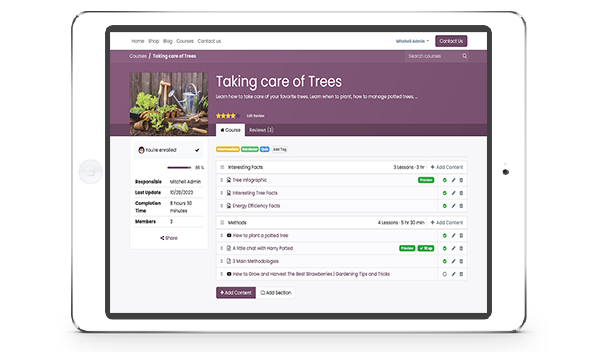 Home Shop Blog Courses Contact us Mitchell Admin Contact Us
Courses / Taking care of Trees Search courses
Taking care of Trees
Learn how to take care of your favorite trees. Learn when to plant, how to manage potted trees, ...
Edit Review
Course Reviews (3)
You're enrolled
86 %
Responsible Mitchell Admin
Last Update 10/28/2023
Completion Time 8 hours 30 minutes
Members 3
Share
Intermediate Gardener Quiz Add Tag
Interesting Facts 3 Lessons · 3 hr + Add Content
Tree Infographic Preview
Interesting Tree Facts
Energy Efficiency Facts
Methods 4 Lessons · 5 hr 30 min + Add Content
How to plant a potted tree
A little chat with Harry Potted Preview
3 Main Methodologies
How to Grow and Harvest The Best Strawberries | Gardening Tips and Tricks
+ Add Content Add Section